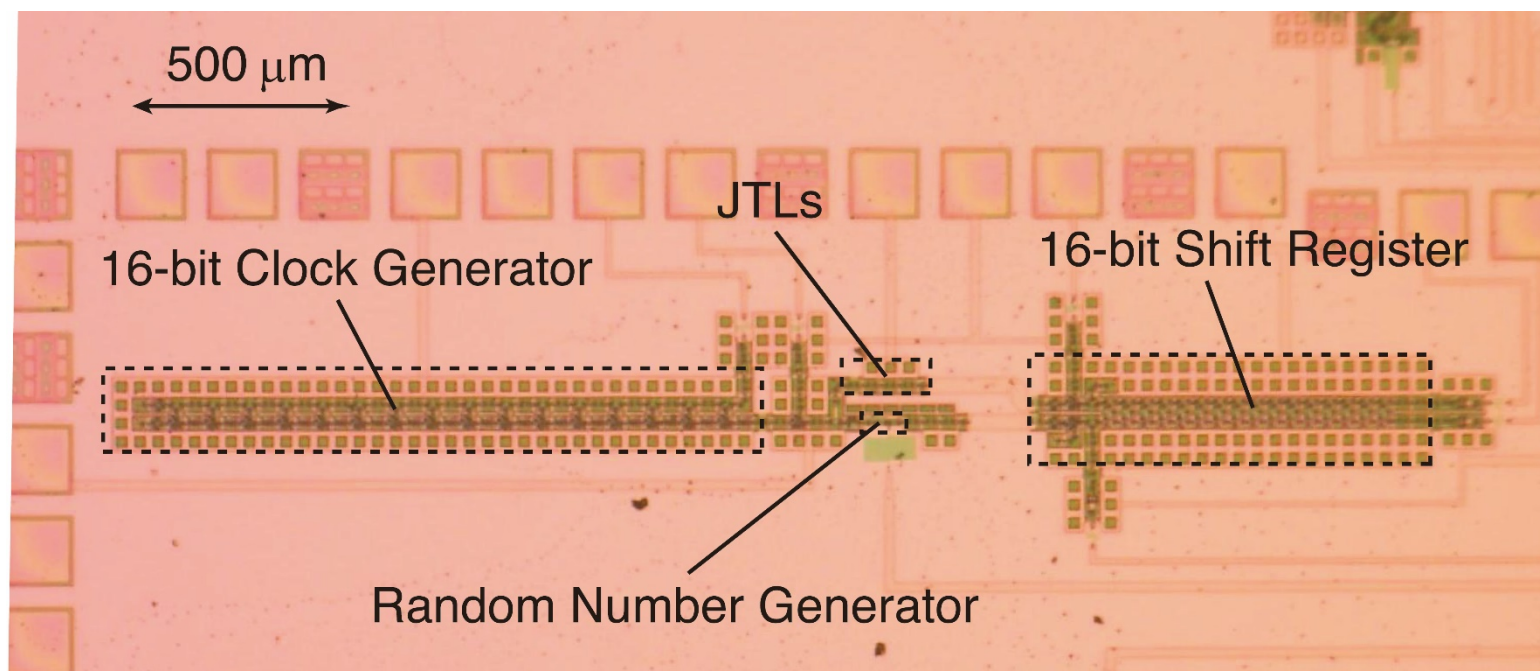 500 μm
JTLs
16-bit Clock Generator
16-bit Shift Register
Random Number Generator